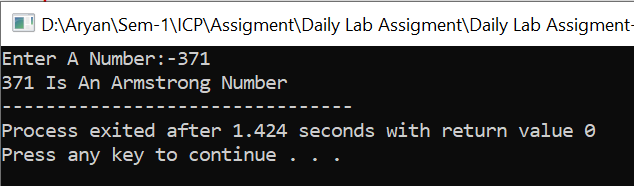 D:\Aryan\Sem-1\ICP\Assigment\Daily Lab Assigment\Daily Lab Assigment-
Enter A Number:-371
371 Is An Armstrong Number
--------------------------------
Process exited after 1.424 seconds with return value 0
Press any key to continue . . .